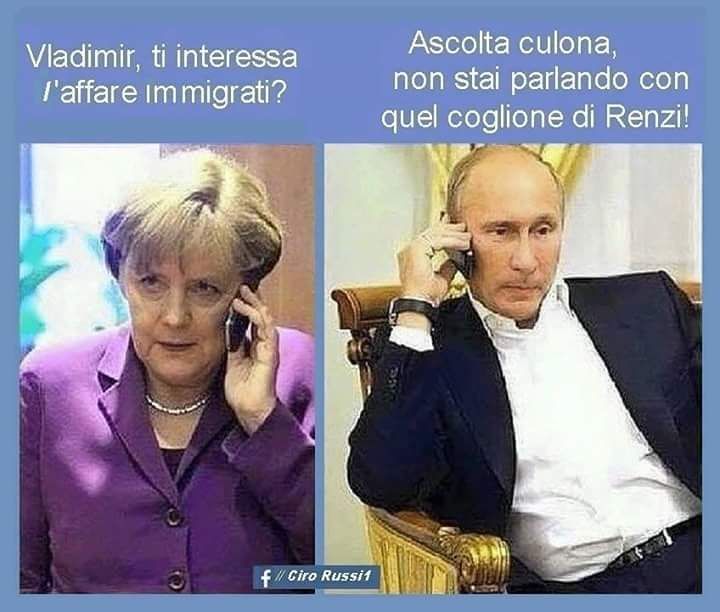 Vladimir, ti interessa
l'affare immigrati?
Ascolta culona,
non stai parlando con
quel coglione di Renzi!
f // Ciro Russi1